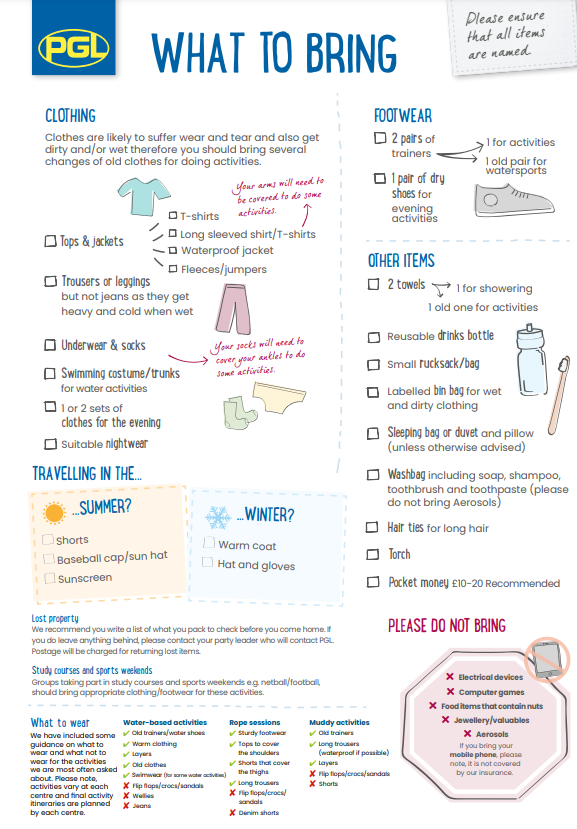 PGL
WHAT TO BRING
Please ensure
that all items
are named.
CLOTHING
Clothes are likely to suffer wear and tear and also get
dirty and/or wet therefore you should bring several
changes of old clothes for doing activities.
Your arms will need to
be covered to do some
activities.
Tops & jackets
T-shirts
Long sleeved shirt/T-shirts
Waterproof jacket
Fleeces/jumpers
Trousers or leggings
but not jeans as they get
heavy and cold when wet
Underwear & socks
Your socks will need to
cover your ankles to do
some activities.
Swimming costume/trunks
for water activities
1 or 2 sets of
clothes for the evening
Suitable nightwear
TRAVELLING IN THE...
...SUMMER?
Shorts
Baseball cap/sun hat
Sunscreen
...WINTER?
Warm coat
Hat and gloves
Lost property
We recommend you write a list of what you pack to check before you come home. If
you do leave anything behind, please contact your party leader who will contact PGL.
Postage will be charged for returning lost items.
Study courses and sports weekends
Groups taking part in study courses and sports weekends e.g. netball/football,
should bring appropriate clothing/footwear for these activities.
FOOTWEAR
2 pairs of
trainers
1 for activities
1 old pair for
watersports
1 pair of dry
shoes for
evening
activities
OTHER ITEMS
2 towels
1 for showering
1 old one for activities
Reusable drinks bottle
Small rucksack/bag
Labelled bin bag for wet
and dirty clothing
Sleeping bag or duvet and pillow
(unless otherwise advised)
Washbag including soap, shampoo,
toothbrush and toothpaste (please
do not bring Aerosols)
Hair ties for long hair
Torch
Pocket money £10-20 Recommended
PLEASE DO NOT BRING
Electrical devices
Computer games
Food items that contain nuts
Jewellery/valuables
Aerosols
If you bring your
mobile phone, please
note, it is not covered
by our insurance.
What to wear
We have included some
guidance on what to
wear and what not to
wear for the activities
we are most often asked
about. Please note,
activities vary at each
centre and final activity
itineraries are planned
by each centre.
Water-based activities
Old trainers/water shoes
Warm clothing
Layers
Old clothes
Swimwear (for some water activities)
Flip flops/crocs/sandals
Wellies
Jeans
Rope sessions
Sturdy footwear
Tops to cover
the shoulders
Shorts that cover
the thighs
Long trousers
Flip flops/crocs/
sandals
Denim shorts
Muddy activities
Old trainers
Long trousers
(waterproof if possible)
Layers
Flip flops/crocs/sandals
Shorts